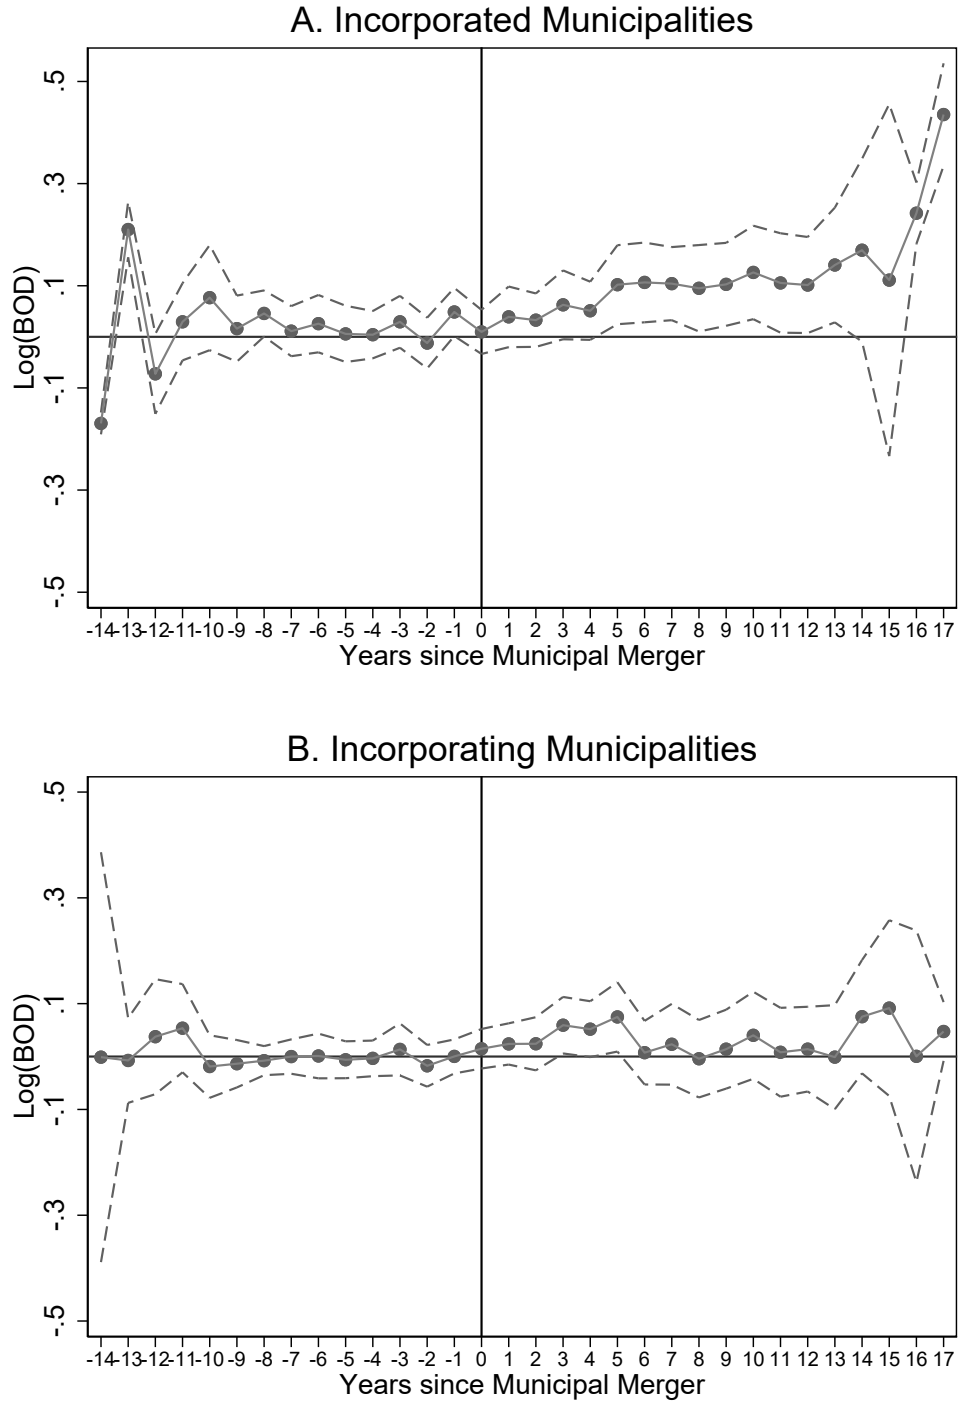 A. Incorporated Municipalities
Log(BOD)
.5
.3
.1
-.1
-.3
-.5
-14 -13 -12 -11 -10 -9 -8 -7 -6 -5 -4 -3 -2 -1 0 1 2 3 4 5 6 7 8 9 10 11 12 13 14 15 16 17
Years since Municipal Merger
B. Incorporating Municipalities
Log(BOD)
.5
.3
.1
-.1
-.3
-.5
-14 -13 -12 -11 -10 -9 -8 -7 -6 -5 -4 -3 -2 -1 0 1 2 3 4 5 6 7 8 9 10 11 12 13 14 15 16 17
Years since Municipal Merger